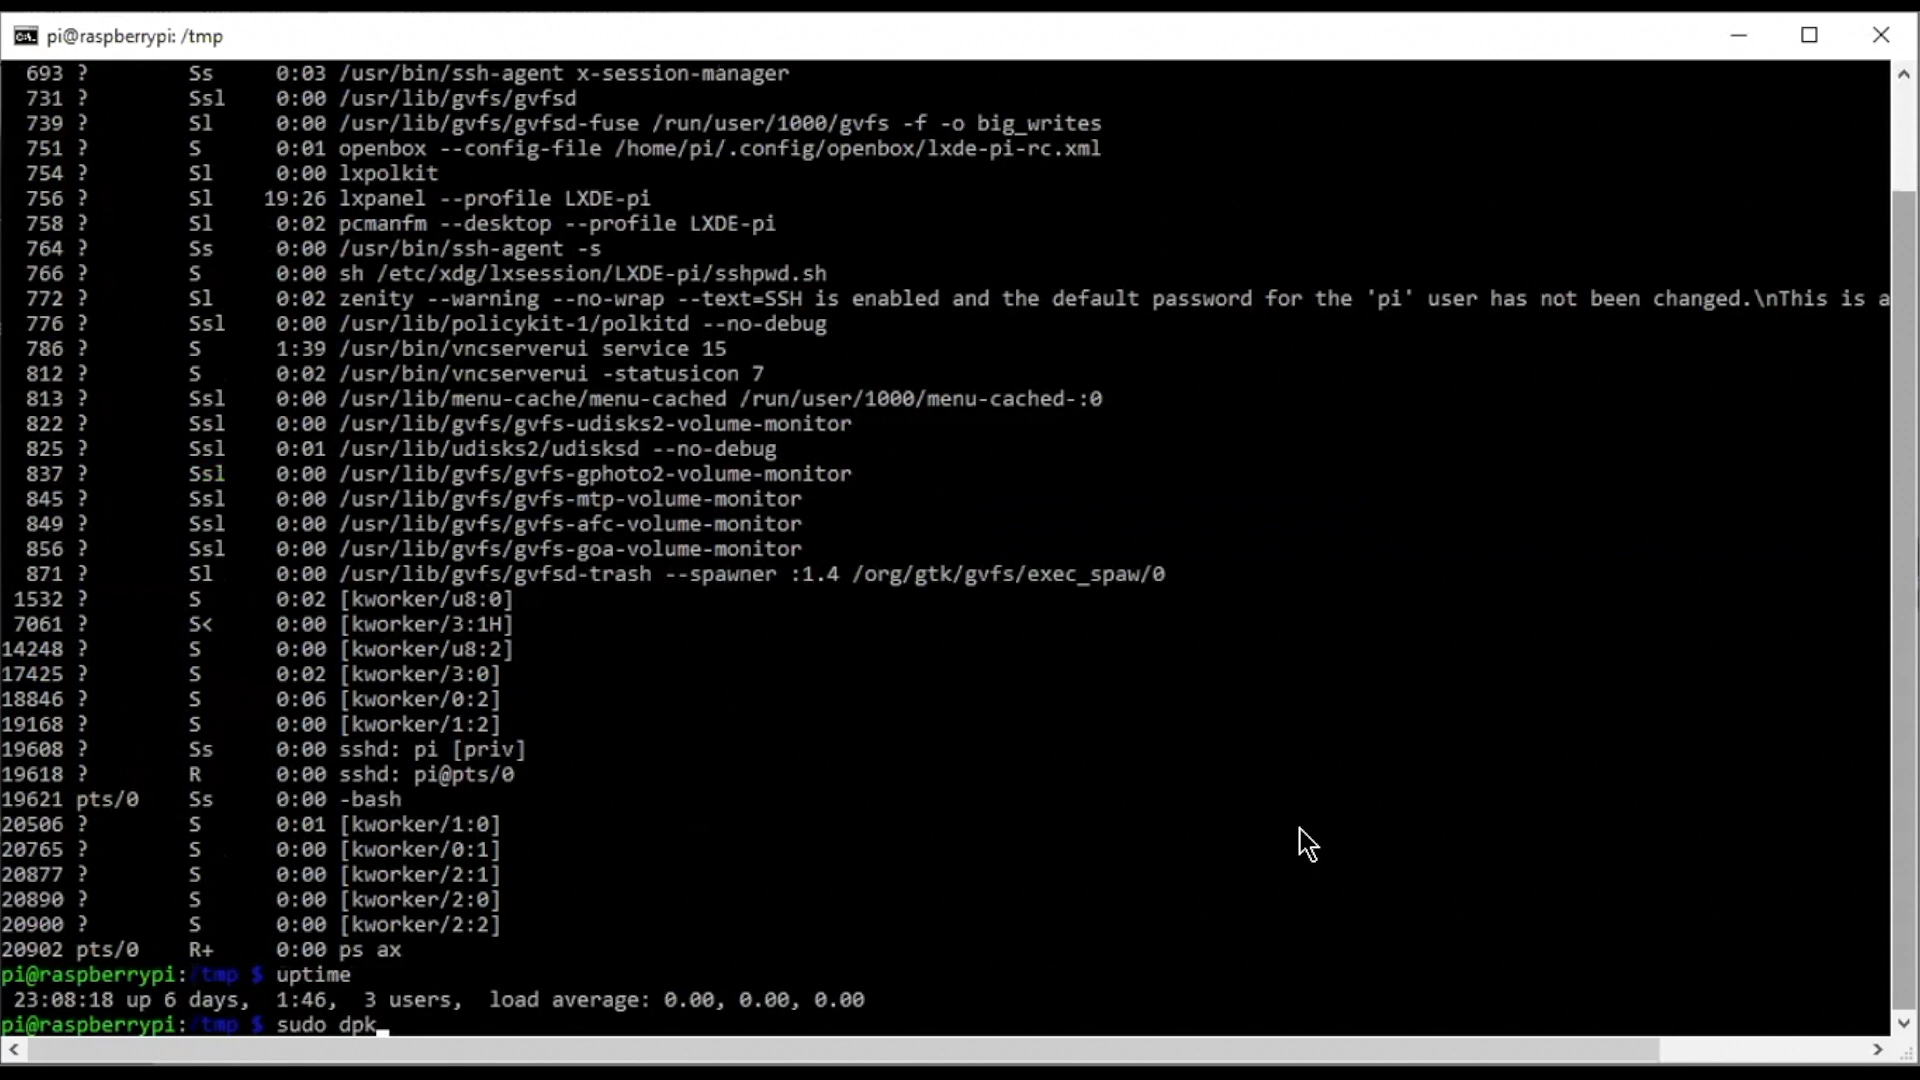 pi@raspberrypi: /tmp
693 ? Ss 0:03 /usr/bin/ssh-agent x-session-manager
731 ? Ssl 0:00 /usr/lib/gvfs/gvfsd
739 ? Sl 0:00 /usr/lib/gvfs/gvfsd-fuse /run/user/1000/gvfs -f -o big_writes
751 ? S 0:01 openbox --config-file /home/pi/.config/openbox/lxde-pi-rc.xml
754 ? Sl 0:00 lxpolkit
756 ? Sl 19:26 lxpanel --profile LXDE-pi
758 ? Sl 0:02 pcmanfm --desktop --profile LXDE-pi
764 ? Ss 0:00 /usr/bin/ssh-agent -s
766 ? S 0:00 sh /etc/xdg/lxsession/LXDE-pi/sshpwd.sh
772 ? Sl 0:02 zenity --warning --no-wrap --text=SSH is enabled and the default password for the 'pi' user has not been changed.\nThis is a
776 ? Ssl 0:00 /usr/lib/policykit-1/polkitd --no-debug
786 ? S 1:39 /usr/bin/vncserverui service 15
812 ? S 0:02 /usr/bin/vncserverui -statusicon 7
813 ? Ssl 0:00 /usr/lib/menu-cache/menu-cached /run/user/1000/menu-cached-:0
822 ? Ssl 0:00 /usr/lib/gvfs/gvfs-udisks2-volume-monitor
825 ? Ssl 0:01 /usr/lib/udisks2/udisksd --no-debug
837 ? Ssl 0:00 /usr/lib/gvfs/gvfs-gphoto2-volume-monitor
845 ? Ssl 0:00 /usr/lib/gvfs/gvfs-mtp-volume-monitor
849 ? Ssl 0:00 /usr/lib/gvfs/gvfs-afc-volume-monitor
856 ? Ssl 0:00 /usr/lib/gvfs/gvfs-goa-volume-monitor
871 ? Sl 0:00 /usr/lib/gvfs/gvfsd-trash --spawner :1.4 /org/gtk/gvfs/exec_spaw/0
1532 ? S 0:02 [kworker/u8:0]
7061 ? S< 0:00 [kworker/3:1H]
14248 ? S 0:00 [kworker/u8:2]
17425 ? S 0:02 [kworker/3:0]
18846 ? S 0:06 [kworker/0:2]
19168 ? S 0:00 [kworker/1:2]
19608 ? Ss 0:00 sshd: pi [priv]
19618 ? R 0:00 sshd: pi@pts/0
19621 pts/0 Ss 0:00 -bash
20506 ? S 0:01 [kworker/1:0]
20765 ? S 0:00 [kworker/0:1]
20877 ? S 0:00 [kworker/2:1]
20890 ? S 0:00 [kworker/2:0]
20900 ? S 0:00 [kworker/2:2]
20902 pts/0 R+ 0:00 ps ax
pi@raspberrypi:/tmp $ uptime
23:08:18 up 6 days, 1:46, 3 users, load average: 0.00, 0.00, 0.00
pi@raspberrypi:/tmp $ sudo dpk